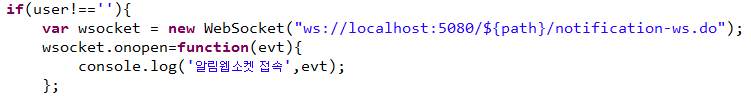 if(user!==''){
var wsocket = new WebSocket("ws://localhost:5080/${path}/notification-ws.do");
wsocket.onopen=function(evt){
console.log('알림웹소켓 접속',evt);
};